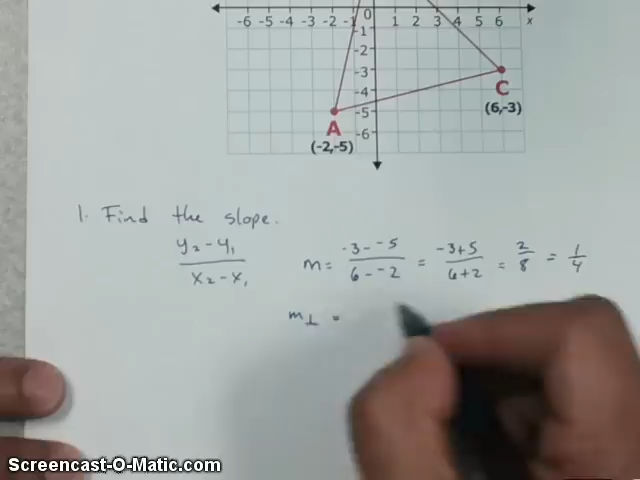 -6 -5 -4 -3 -2 -1 0 1 2 3 4 5 6 x
-1
-2
-3
-4
-5
-6
C
(6,-3)
A
(-2,-5)
1. Find the slope.
y₂ - y₁ / x₂ - x₁
m = -3 - -5 / 6 - -2 = -3+5 / 6+2 = 2/8 = 1/4
m⊥ =
Screencast-O-Matic.com